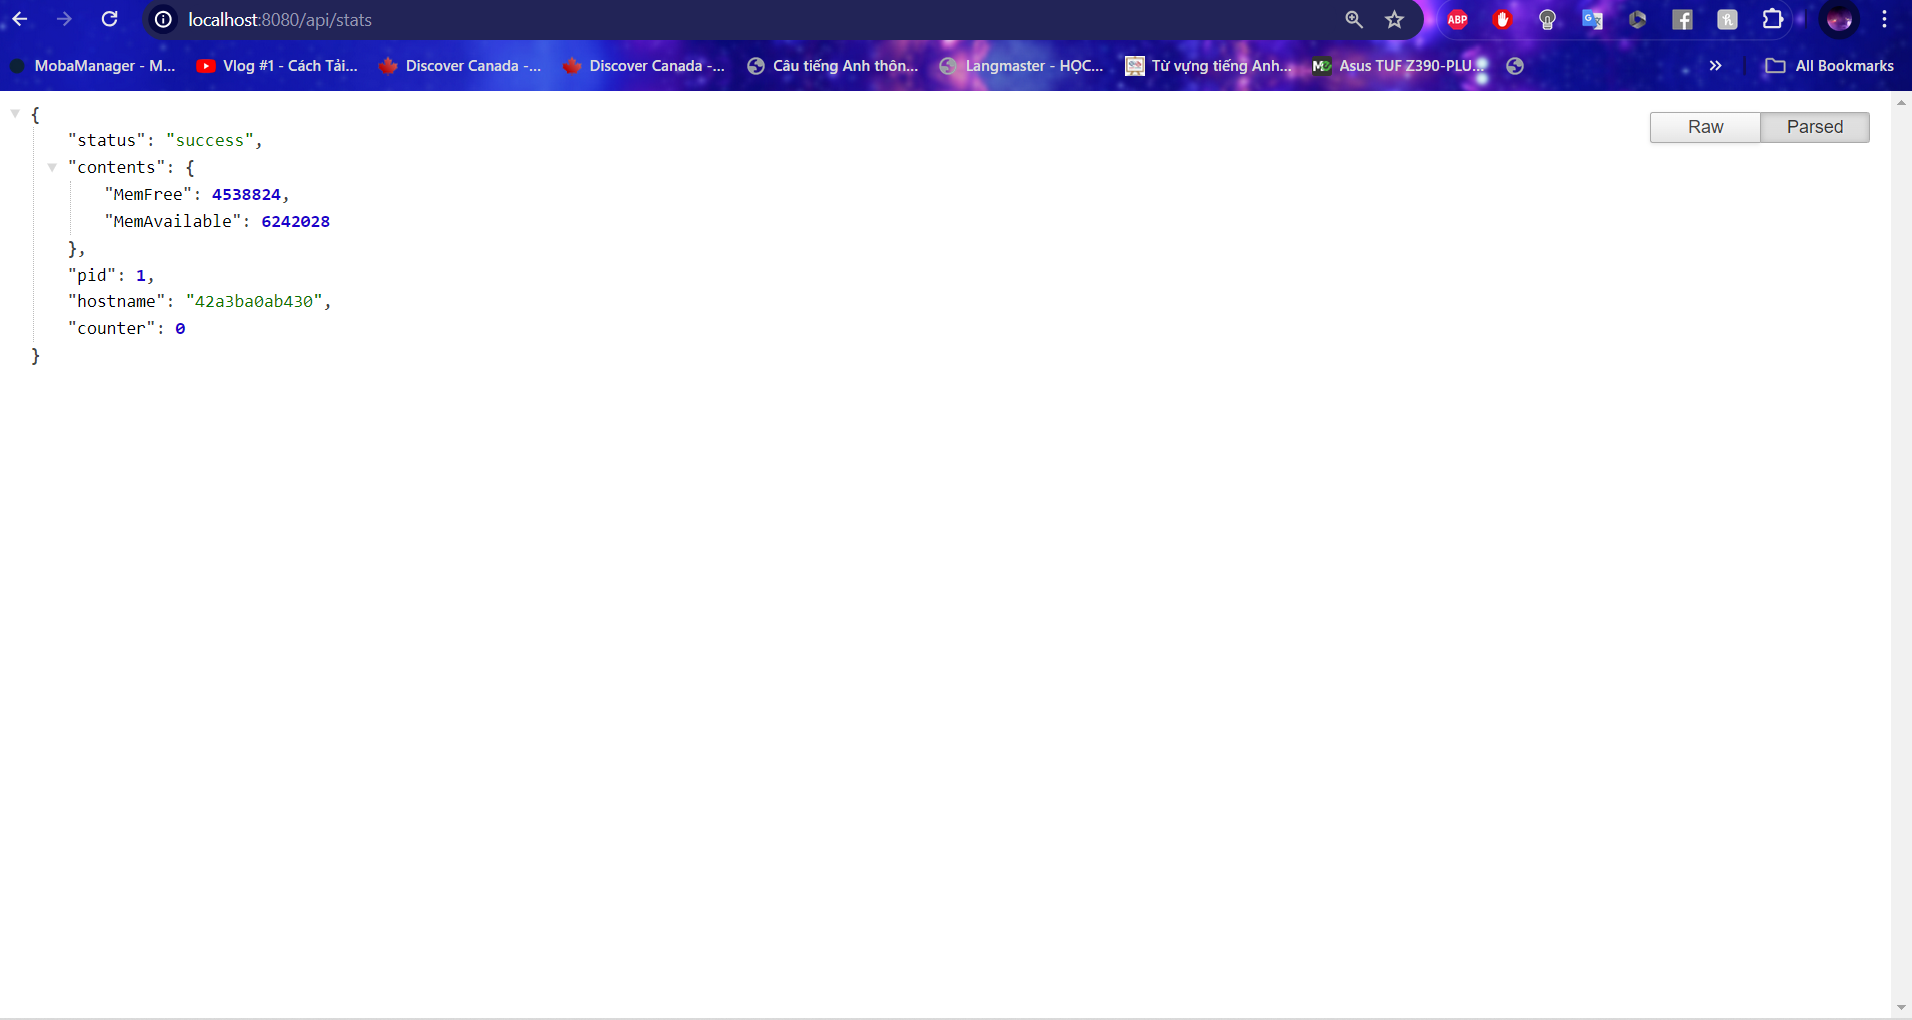 localhost:8080/api/stats
ABP
MobaManager - M...
Vlog #1 - Cách Tải...
Discover Canada -...
Discover Canada -...
Câu tiếng Anh thôn...
Langmaster - HỌC...
Từ vựng tiếng Anh...
Asus TUF Z390-PLU...
All Bookmarks
Raw
Parsed
{
"status": "success",
"contents": {
"MemFree": 4538824,
"MemAvailable": 6242028
},
"pid": 1,
"hostname": "42a3ba0ab430",
"counter": 0
}